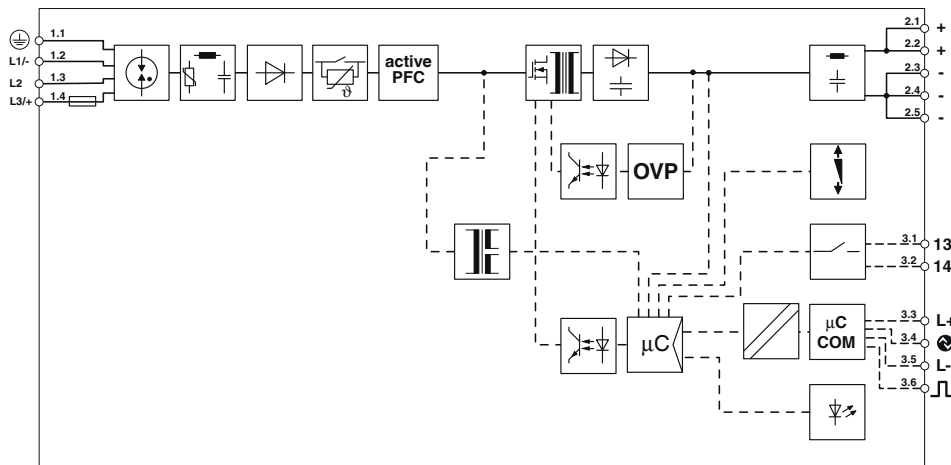 1.1
L1/- 1.2
L2 1.3
L3/+ 1.4
active
PFC
ϑ
2.1 +
2.2 +
2.3 -
2.4 -
2.5 -
OVP
3.1 13
3.2 14
μC
μC
COM
3.3 L+
3.4
3.5 L-
3.6